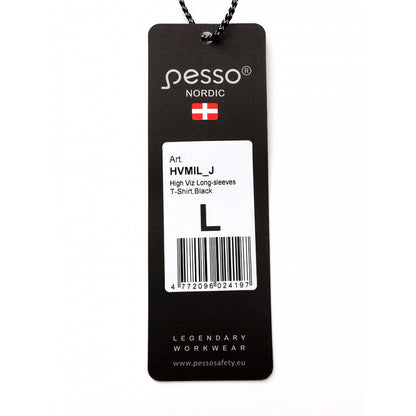 pesso®
NORDIC
Art.
HVMIL_J
High Viz Long-sleeves
T-Shirt,Black
L
4 772096 024197
LEGENDARY
WORKWEAR
www.pessosafety.eu